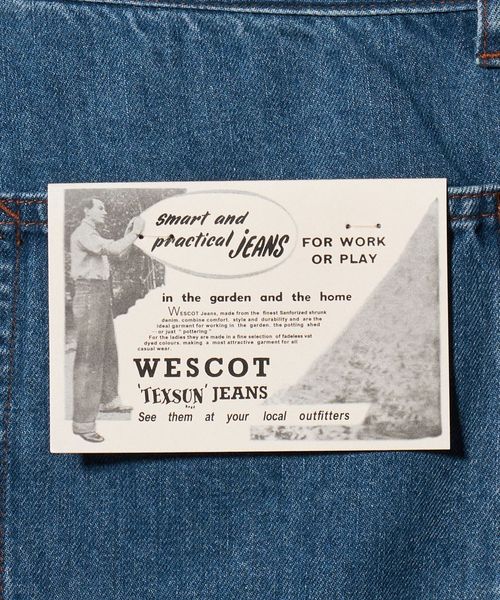 smart and
practical JEANS
FOR WORK
OR PLAY
in the garden and the home
WESCOT Jeans, made from the finest Sanforized shrunk
denim, combine comfort, style and durability and are the
ideal garment for working in the garden, the potting shed
—or just "pottering"
For the ladies they are made in a fine selection of fadeless vat
dyed colours, making a most attractive garment for all
casual wear.
WESCOT
'TEXSUN' JEANS
See them at your local outfitters